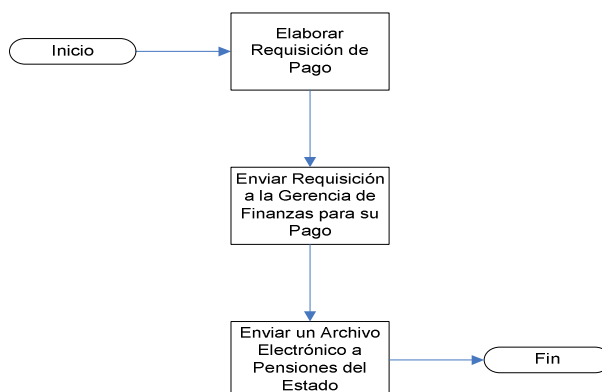 Inicio
Elaborar
Requisición de
Pago
Enviar Requisición
a la Gerencia de
Finanzas para su
Pago
Enviar un Archivo
Electrónico a
Pensiones del
Estado
Fin